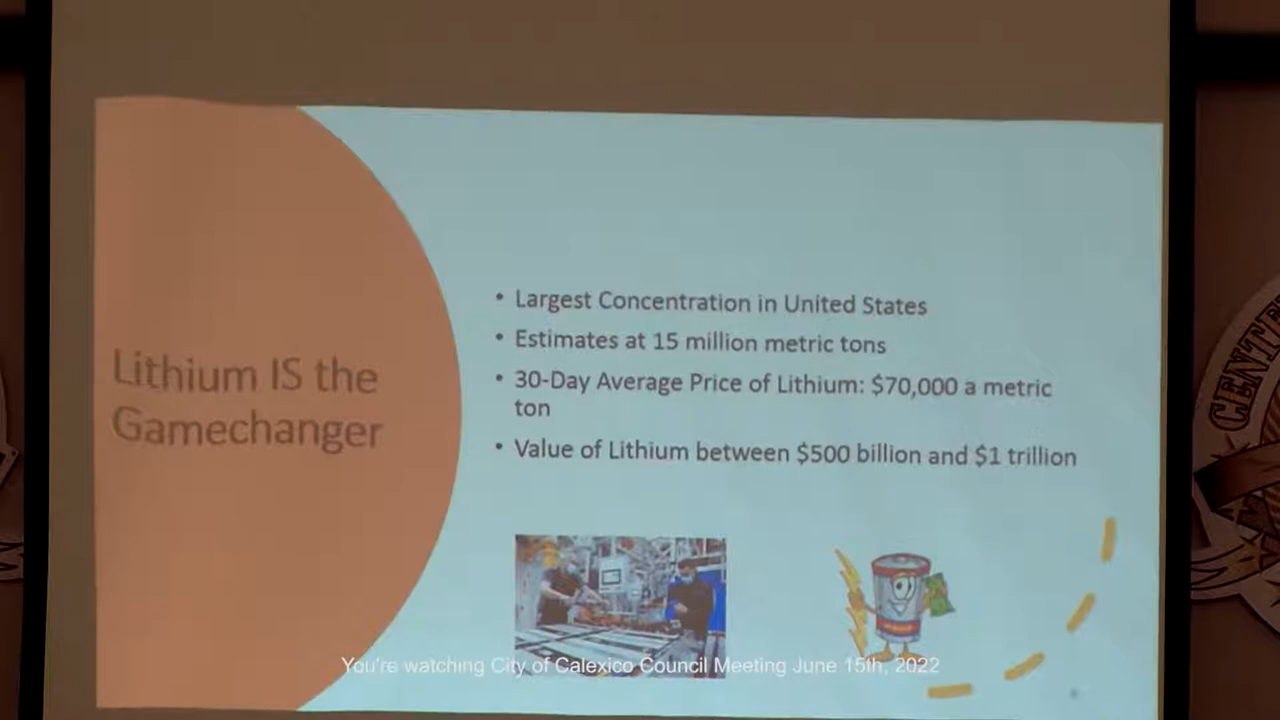 Lithium IS the
Gamechanger
• Largest Concentration in United States
• Estimates at 15 million metric tons
• 30-Day Average Price of Lithium: $70,000 a metric
ton
• Value of Lithium between $500 billion and $1 trillion
You're watching City of Calexico Council Meeting June 15th, 2022